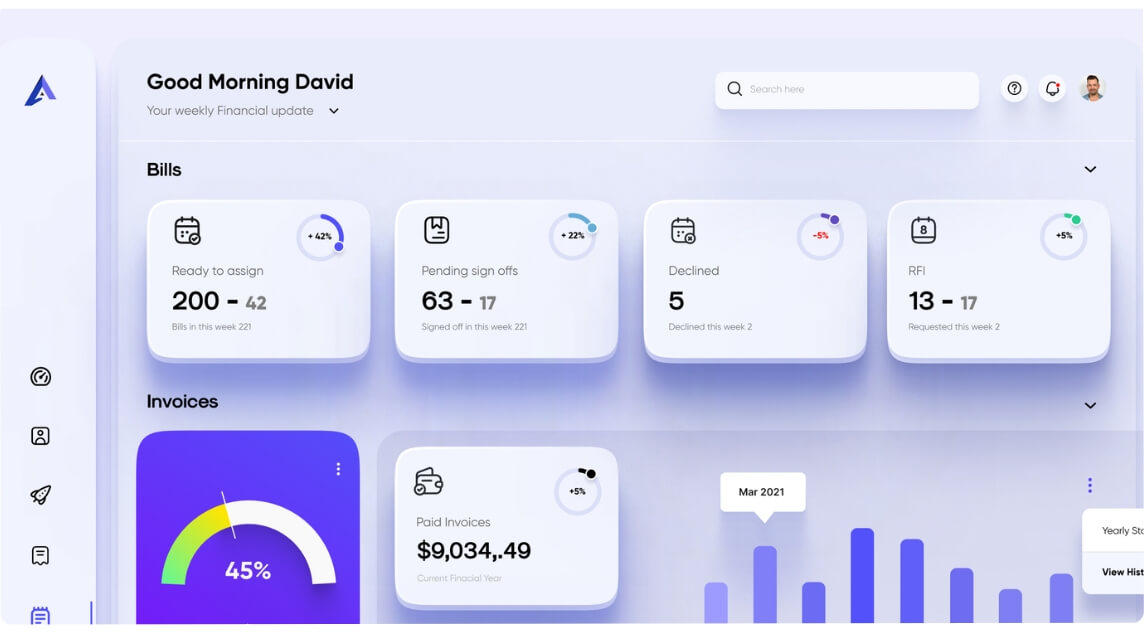 Good Morning David
Your weekly Financial update
Search here
Bills
+ 42%
Ready to assign
200 - 42
Bills in this week 221
+ 22%
Pending sign offs
63 - 17
Signed off in this week 221
-5%
Declined
5
Declined this week 2
8
+5%
RFI
13 - 17
Requested this week 2
Invoices
45%
+5%
Paid Invoices
$9,034,.49
Current Finacial Year
Mar 2021
Yearly Sto
View Hist